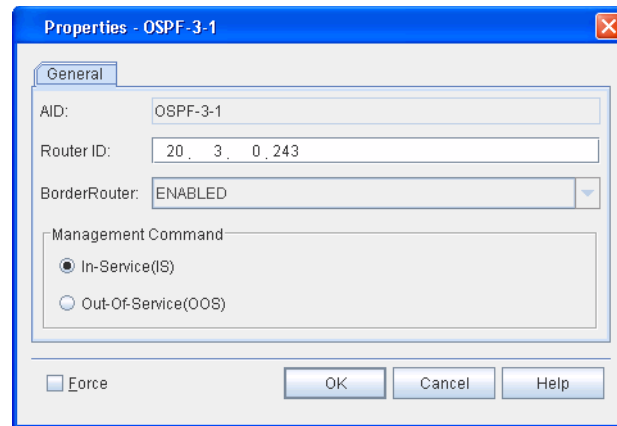 Properties - OSPF-3-1
General
AID: OSPF-3-1
Router ID: 20 . 3 . 0 . 243
BorderRouter: ENABLED
Management Command
In-Service(IS)
Out-Of-Service(OOS)
Force OK Cancel Help